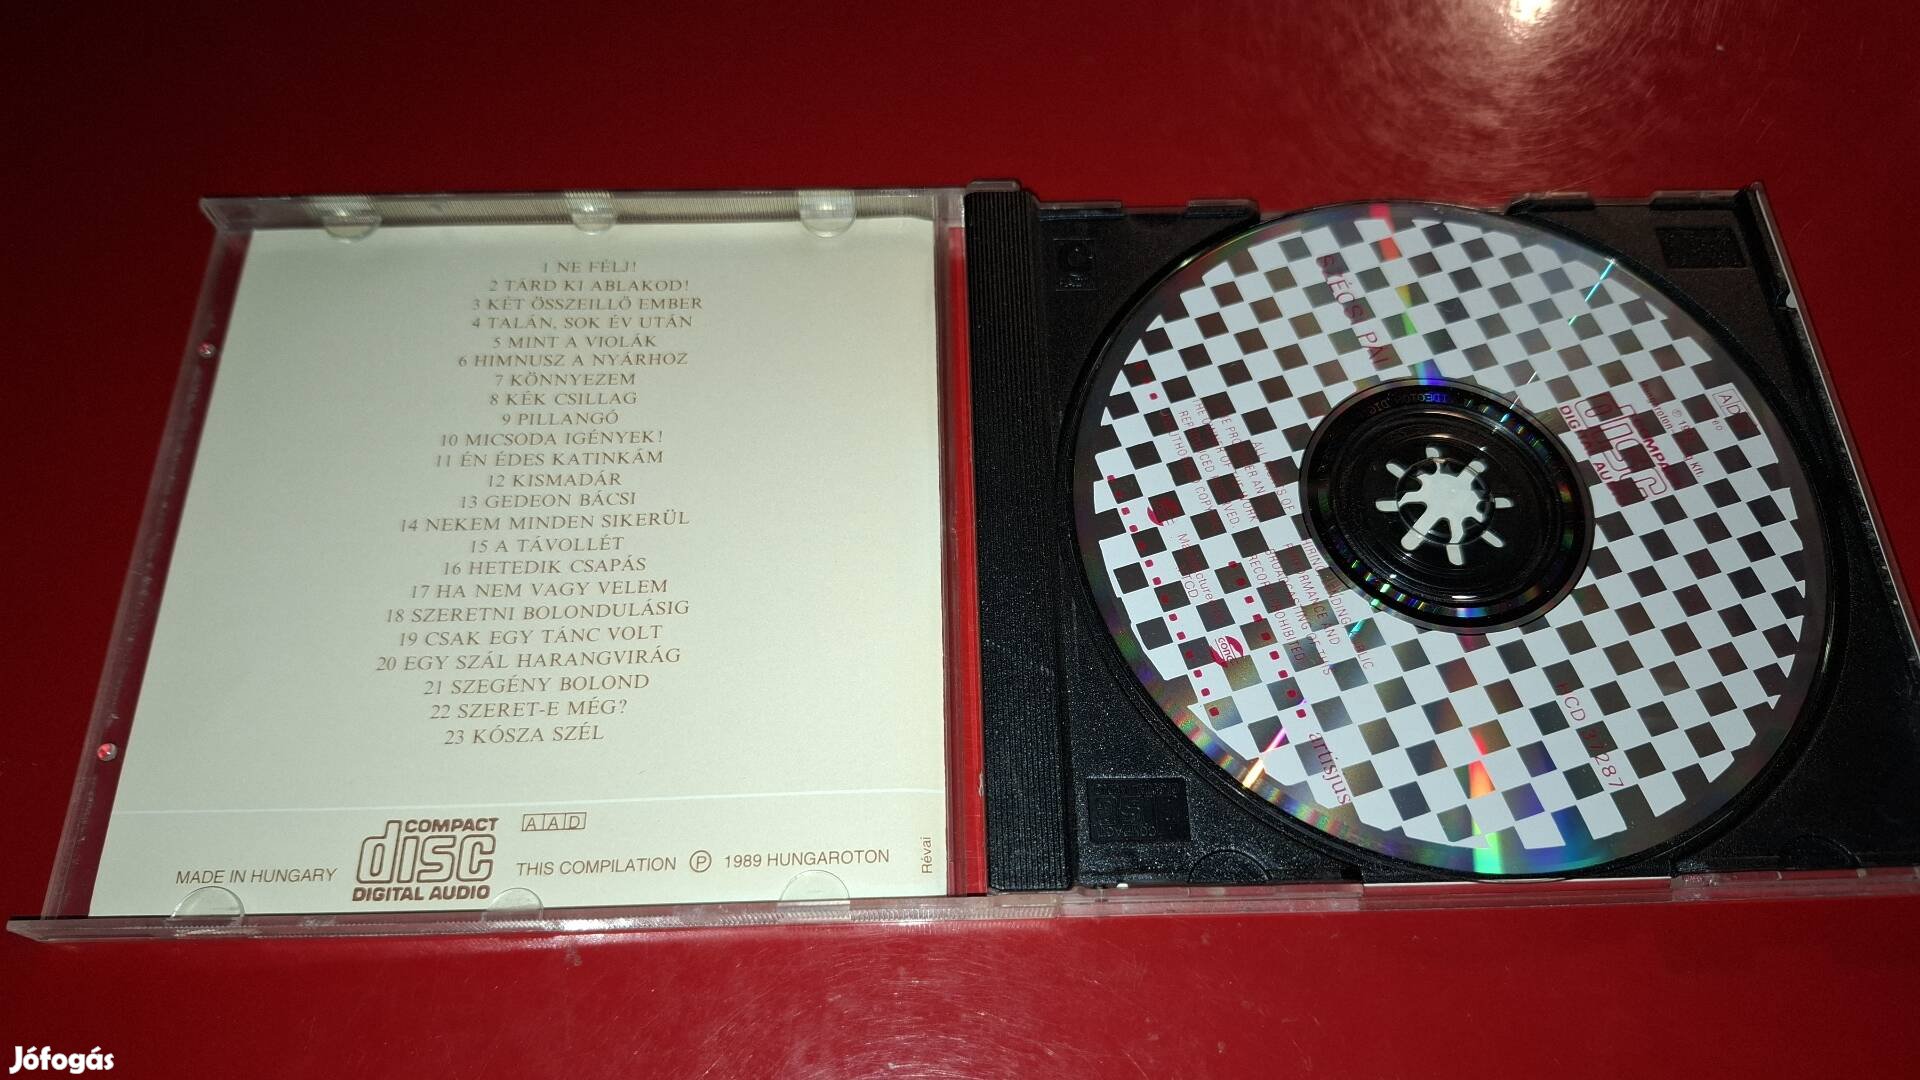 1 NE FÉLJ!
2 TÁRD KI ABLAKOD!
3 KÉT ÖSSZEILLŐ EMBER
4 TALÁN, SOK ÉV UTÁN
5 MINT A VIOLÁK
6 HIMNUSZ A NYÁRHOZ
7 KÖNNYEZEM
8 KÉK CSILLAG
9 PILLANGÓ
10 MICSODA IGÉNYEK!
11 ÉN ÉDES KATINKÁM
12 KISMADÁR
13 GEDEON BÁCSI
14 NEKEM MINDEN SIKERÜL
15 A TÁVOLLÉT
16 HETEDIK CSAPÁS
17 HA NEM VAGY VELEM
18 SZERETNI BOLONDULÁSIG
19 CSAK EGY TÁNC VOLT
20 EGY SZÁL HARANGVIRÁG
21 SZEGÉNY BOLOND
22 SZERET-E MÉG?
23 KÓSZA SZÉL
MADE IN HUNGARY
COMPACT
disc
DIGITAL AUDIO
AAD
THIS COMPILATION ℗ 1989 HUNGAROTON
Révai
SZÉCSI PÁL
HCD 37287
artisjus
Jófogás